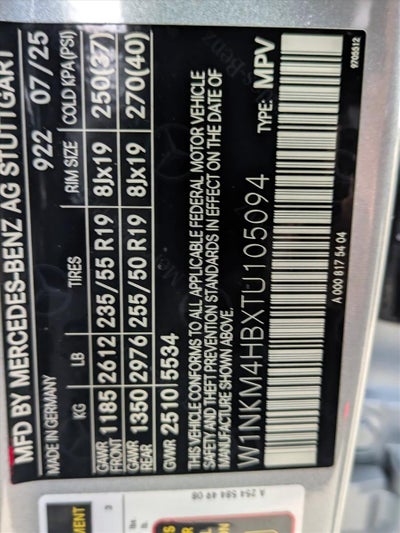 MFD BY MERCEDES-BENZ AG STUTTGART
MADE IN GERMANY 922 07/25
KG LB TIRES RIM SIZE COLD KPA(PSI)
GAWR FRONT 1185 2612 235/55 R19 8Jx19 250(37)
GAWR REAR 1350 2976 255/50 R19 8Jx19 270(40)
GWR 2510 5534
THIS VEHICLE CONFORMS TO ALL APPLICABLE FEDERAL MOTOR VEHICLE
SAFETY AND THEFT PREVENTION STANDARDS IN EFFECT ON THE DATE OF
MANUFACTURE SHOWN ABOVE.
W1NKM4HBXTU105094 TYPE: MPV
A 000 817 54 04
9705512
A 254 584 49 08